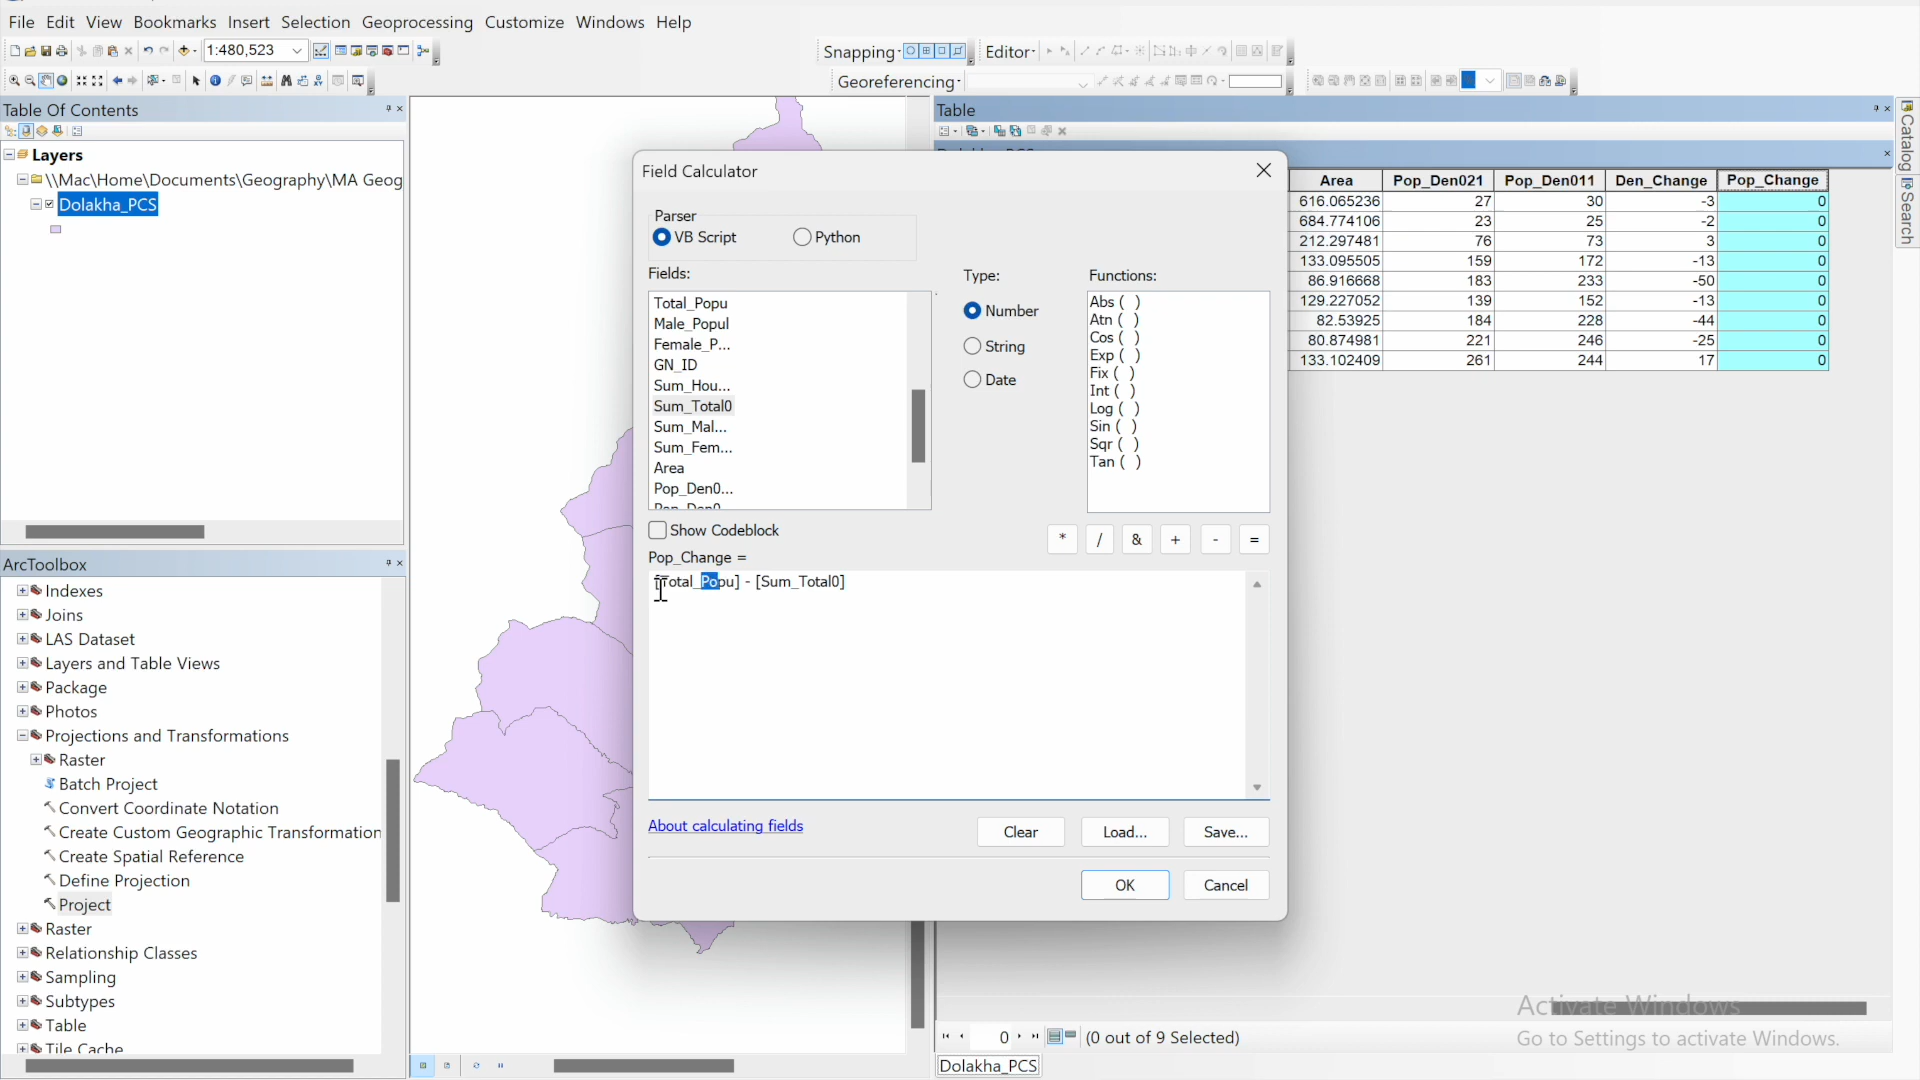 File Edit View Bookmarks Insert Selection Geoprocessing Customize Windows Help
1:480,523
Snapping
Editor
Georeferencing
Table Of Contents
Layers
\\Mac\Home\Documents\Geography\MA Geog
Dolakha_PCS
ArcToolbox
Indexes
Joins
LAS Dataset
Layers and Table Views
Package
Photos
Projections and Transformations
Raster
Batch Project
Convert Coordinate Notation
Create Custom Geographic Transformation
Create Spatial Reference
Define Projection
Project
Raster
Relationship Classes
Sampling
Subtypes
Table
Tile Cache
Field Calculator
Parser
VB Script
Python
Fields:
Total_Popu
Male_Popul
Female_P...
GN_ID
Sum_Hou...
Sum_Total0
Sum_Mal...
Sum_Fem...
Area
Pop_Den0...
Pop_Den0
Type:
Number
String
Date
Functions:
Abs ( )
Atn ( )
Cos ( )
Exp ( )
Fix ( )
Int ( )
Log ( )
Sin ( )
Sqr ( )
Tan ( )
Show Codeblock
* / & + - =
Pop_Change =
[Total_Popu] - [Sum_Total0]
About calculating fields
Clear
Load...
Save...
OK
Cancel
Table
Area Pop_Den021 Pop_Den011 Den_Change Pop_Change
616.065236 27 30 -3 0
684.774106 23 25 -2 0
212.297481 76 73 3 0
133.095505 159 172 -13 0
86.916668 183 233 -50 0
129.227052 139 152 -13 0
82.53925 184 228 -44 0
80.874981 221 246 -25 0
133.102409 261 244 17 0
0
(0 out of 9 Selected)
Dolakha_PCS
Catalog
Search
Activate Windows
Go to Settings to activate Windows.